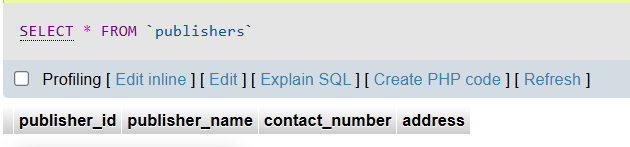 SELECT * FROM `publishers`
Profiling [ Edit inline ] [ Edit ] [ Explain SQL ] [ Create PHP code ] [ Refresh ]
publisher_id publisher_name contact_number address